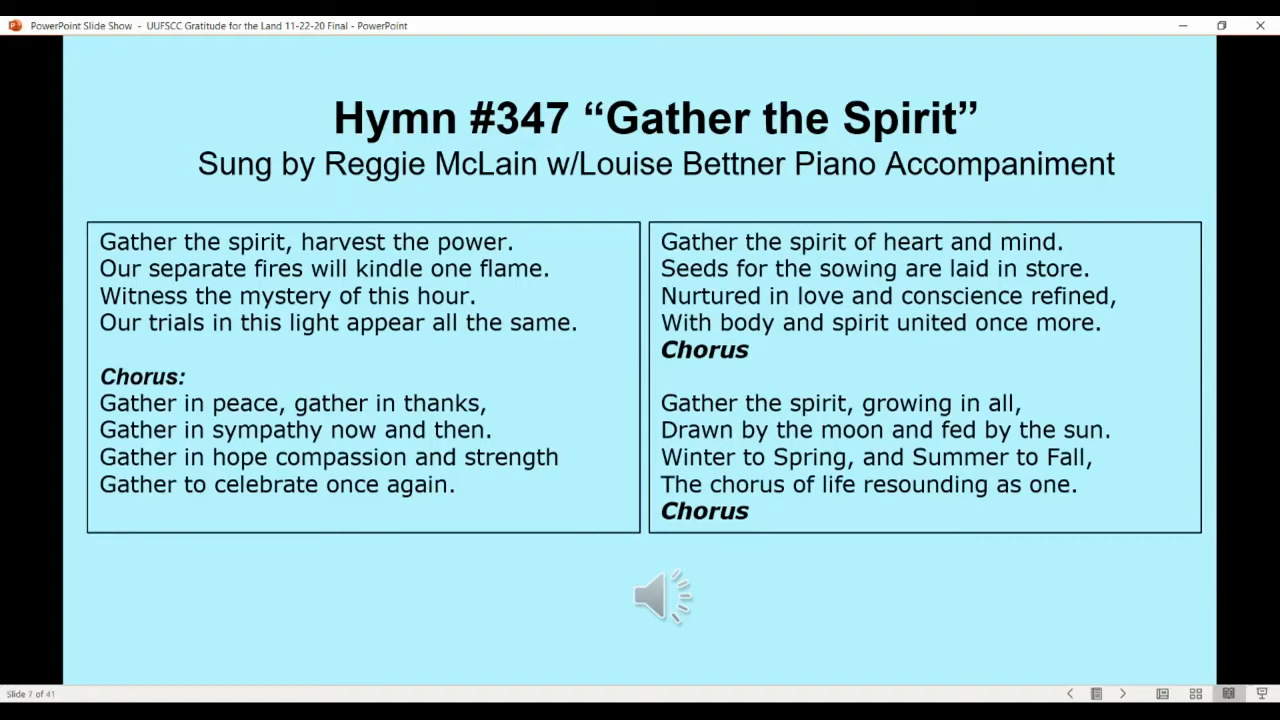 PowerPoint Slide Show - UUFSCC Gratitude for the Land 11-22-20 Final - PowerPoint
Hymn #347 “Gather the Spirit”
Sung by Reggie McLain w/Louise Bettner Piano Accompaniment
Gather the spirit, harvest the power.
Our separate fires will kindle one flame.
Witness the mystery of this hour.
Our trials in this light appear all the same.
Chorus:
Gather in peace, gather in thanks,
Gather in sympathy now and then.
Gather in hope compassion and strength
Gather to celebrate once again.
Gather the spirit of heart and mind.
Seeds for the sowing are laid in store.
Nurtured in love and conscience refined,
With body and spirit united once more.
Chorus
Gather the spirit, growing in all,
Drawn by the moon and fed by the sun.
Winter to Spring, and Summer to Fall,
The chorus of life resounding as one.
Chorus
Slide 7 of 41